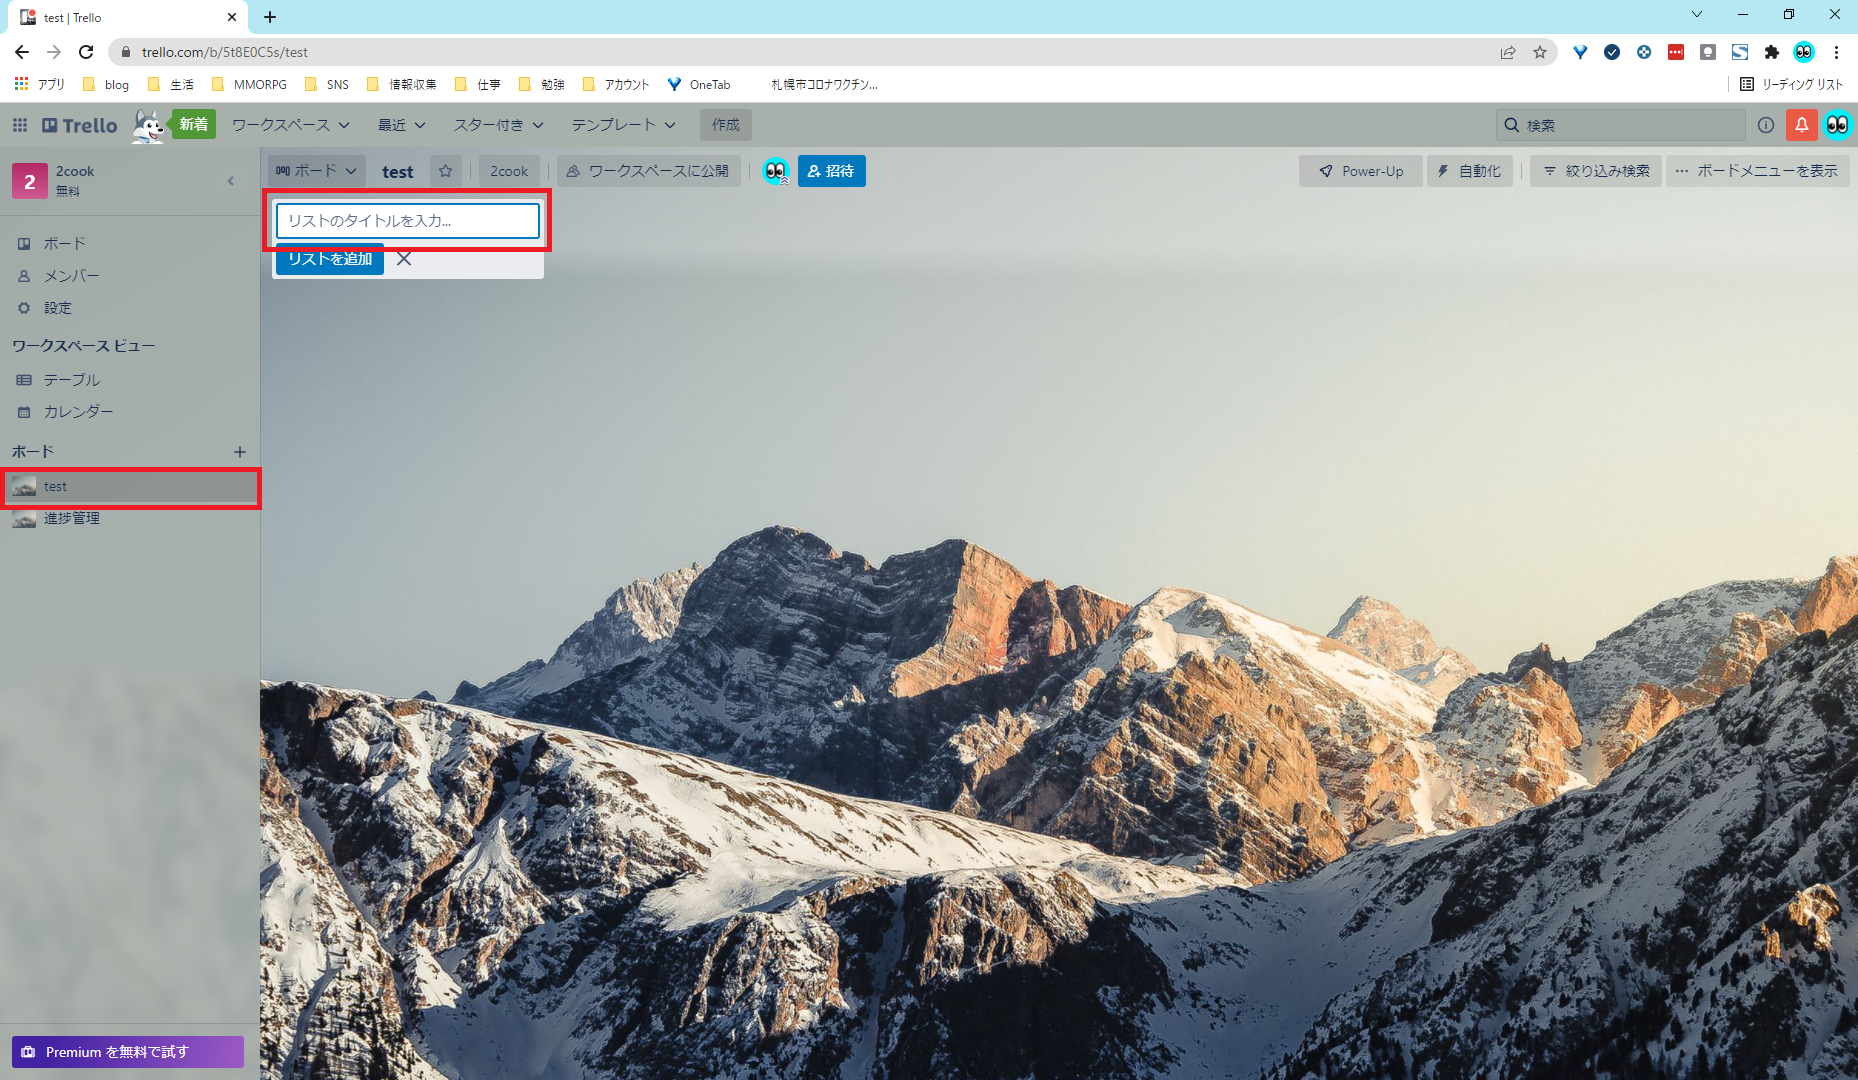 test | Trello
trello.com/b/5t8E0C5s/test
アプリ blog 生活 MMORPG SNS 情報収集 仕事 勉強 アカウント OneTab 札幌市コロナワクチン... リーディング リスト
Trello 新着 ワークスペース 最近 スター付き テンプレート 作成 検索
2 2cook
無料
ボード test 2cook ワークスペースに公開 招待 Power-Up 自動化 絞り込み検索 ボードメニューを表示
リストのタイトルを入力...
リストを追加
ボード
メンバー
設定
ワークスペース ビュー
テーブル
カレンダー
ボード
test
進捗管理
Premium を無料で試す